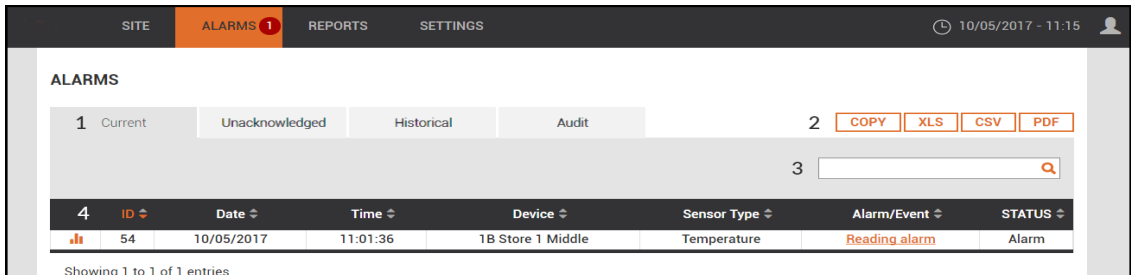 SITE ALARMS 1 REPORTS SETTINGS 10/05/2017 - 11:15
ALARMS
1 Current Unacknowledged Historical Audit 2 COPY XLS CSV PDF
3
4 ID Date Time Device Sensor Type Alarm/Event STATUS
54 10/05/2017 11:01:36 1B Store 1 Middle Temperature Reading alarm Alarm
Showing 1 to 1 of 1 entries